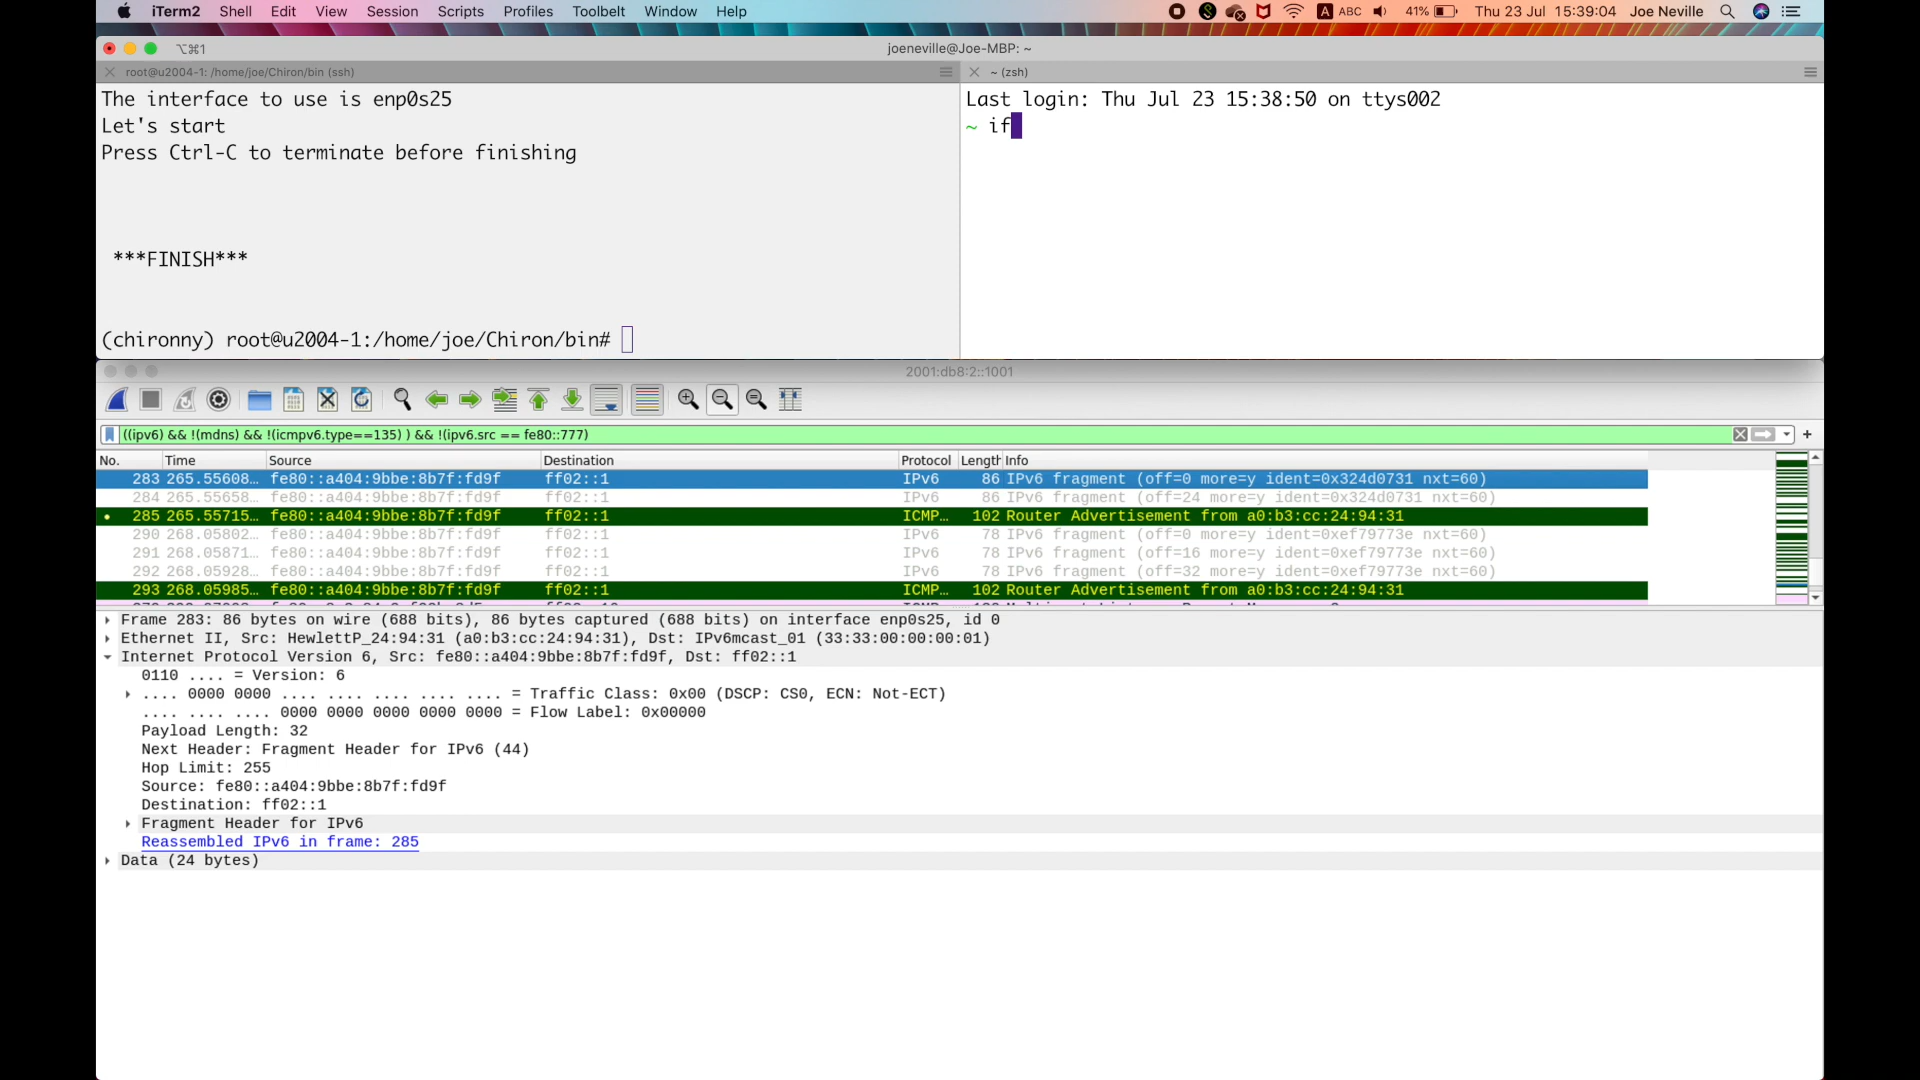 iTerm2 Shell Edit View Session Scripts Profiles Toolbelt Window Help A ABC 41% Thu 23 Jul 15:39:04 Joe Neville
⌥⌘1 joeneville@Joe-MBP: ~
root@u2004-1: /home/joe/Chiron/bin (ssh)
~ (zsh)
The interface to use is enp0s25
Let's start
Press Ctrl-C to terminate before finishing
***FINISH***
(chironny) root@u2004-1:/home/joe/Chiron/bin#
Last login: Thu Jul 23 15:38:50 on ttys002
~ if
2001:db8:2::1001
((ipv6) && !(mdns) && !(icmpv6.type==135) ) && !(ipv6.src == fe80::777)
No. Time Source Destination Protocol Length Info
283 265.55608… fe80::a404:9bbe:8b7f:fd9f ff02::1 IPv6 86 IPv6 fragment (off=0 more=y ident=0x324d0731 nxt=60)
284 265.55658… fe80::a404:9bbe:8b7f:fd9f ff02::1 IPv6 86 IPv6 fragment (off=24 more=y ident=0x324d0731 nxt=60)
285 265.55715… fe80::a404:9bbe:8b7f:fd9f ff02::1 ICMP… 102 Router Advertisement from a0:b3:cc:24:94:31
290 268.05802… fe80::a404:9bbe:8b7f:fd9f ff02::1 IPv6 78 IPv6 fragment (off=0 more=y ident=0xef79773e nxt=60)
291 268.05871… fe80::a404:9bbe:8b7f:fd9f ff02::1 IPv6 78 IPv6 fragment (off=16 more=y ident=0xef79773e nxt=60)
292 268.05928… fe80::a404:9bbe:8b7f:fd9f ff02::1 IPv6 78 IPv6 fragment (off=32 more=y ident=0xef79773e nxt=60)
293 268.05985… fe80::a404:9bbe:8b7f:fd9f ff02::1 ICMP… 102 Router Advertisement from a0:b3:cc:24:94:31
Frame 283: 86 bytes on wire (688 bits), 86 bytes captured (688 bits) on interface enp0s25, id 0
Ethernet II, Src: HewlettP_24:94:31 (a0:b3:cc:24:94:31), Dst: IPv6mcast_01 (33:33:00:00:00:01)
Internet Protocol Version 6, Src: fe80::a404:9bbe:8b7f:fd9f, Dst: ff02::1
0110 .... = Version: 6
.... 0000 0000 .... .... .... .... .... = Traffic Class: 0x00 (DSCP: CS0, ECN: Not-ECT)
.... .... .... 0000 0000 0000 0000 0000 = Flow Label: 0x00000
Payload Length: 32
Next Header: Fragment Header for IPv6 (44)
Hop Limit: 255
Source: fe80::a404:9bbe:8b7f:fd9f
Destination: ff02::1
Fragment Header for IPv6
Reassembled IPv6 in frame: 285
Data (24 bytes)